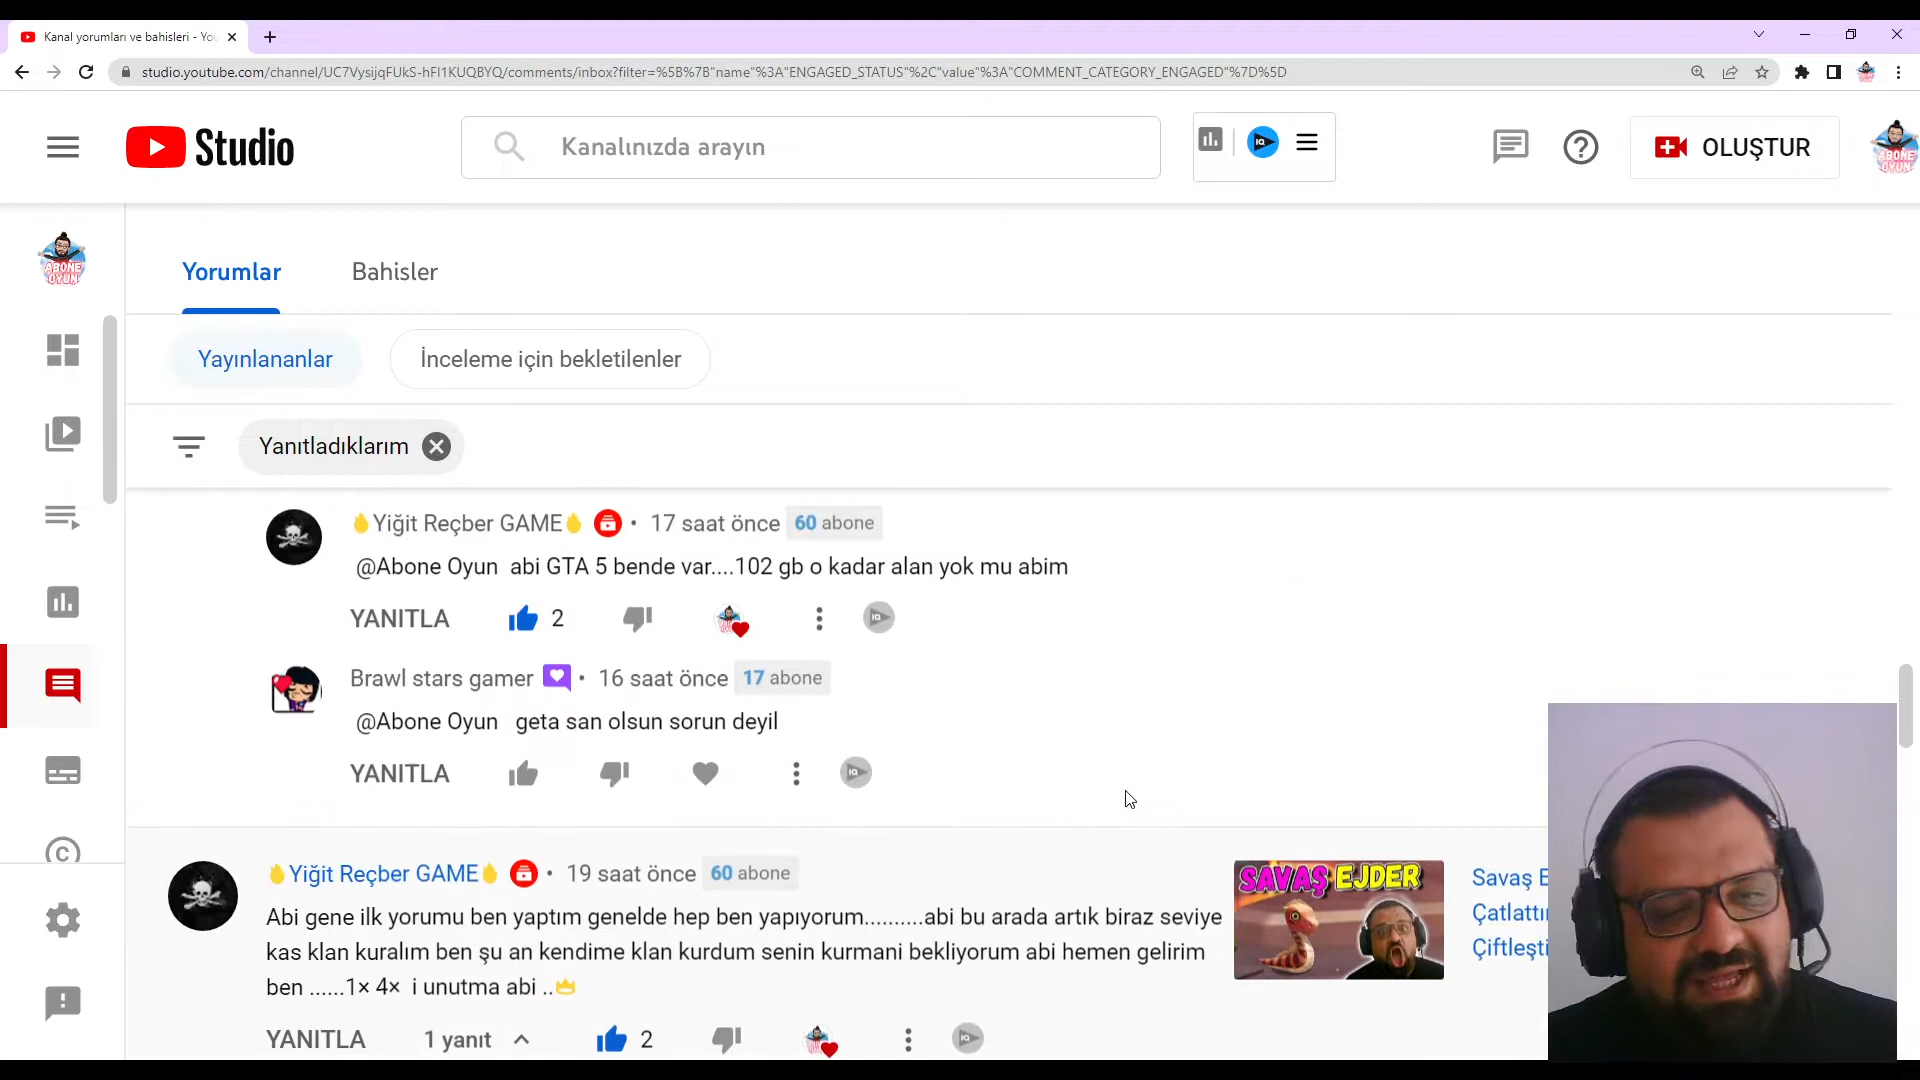 Kanal yorumları ve bahisleri - You
studio.youtube.com/channel/UC7VysijqFUkS-hFI1KUQBYQ/comments/inbox?filter=%5B%7B"name"%3A"ENGAGED_STATUS"%2C"value"%3A"COMMENT_CATEGORY_ENGAGED"%7D%5D
Studio
Kanalınızda arayın
IQ
OLUŞTUR
ABONE OYUN
ABONE OYUN
Yorumlar
Bahisler
Yayınlananlar
İnceleme için bekletilenler
Yanıtladıklarım
Yiğit Reçber GAME • 17 saat önce 60 abone
@Abone Oyun abi GTA 5 bende var....102 gb o kadar alan yok mu abim
YANITLA 2
Brawl stars gamer • 16 saat önce 17 abone
@Abone Oyun geta san olsun sorun deyil
YANITLA
Yiğit Reçber GAME • 19 saat önce 60 abone
Abi gene ilk yorumu ben yaptım genelde hep ben yapıyorum..........abi bu arada artık biraz seviye
kas klan kuralım ben şu an kendime klan kurdum senin kurmani bekliyorum abi hemen gelirim
ben ......1× 4× i unutma abi ..
YANITLA 1 yanıt 2
SAVAŞ EJDER
Savaş E
Çatlattı
Çiftleşti